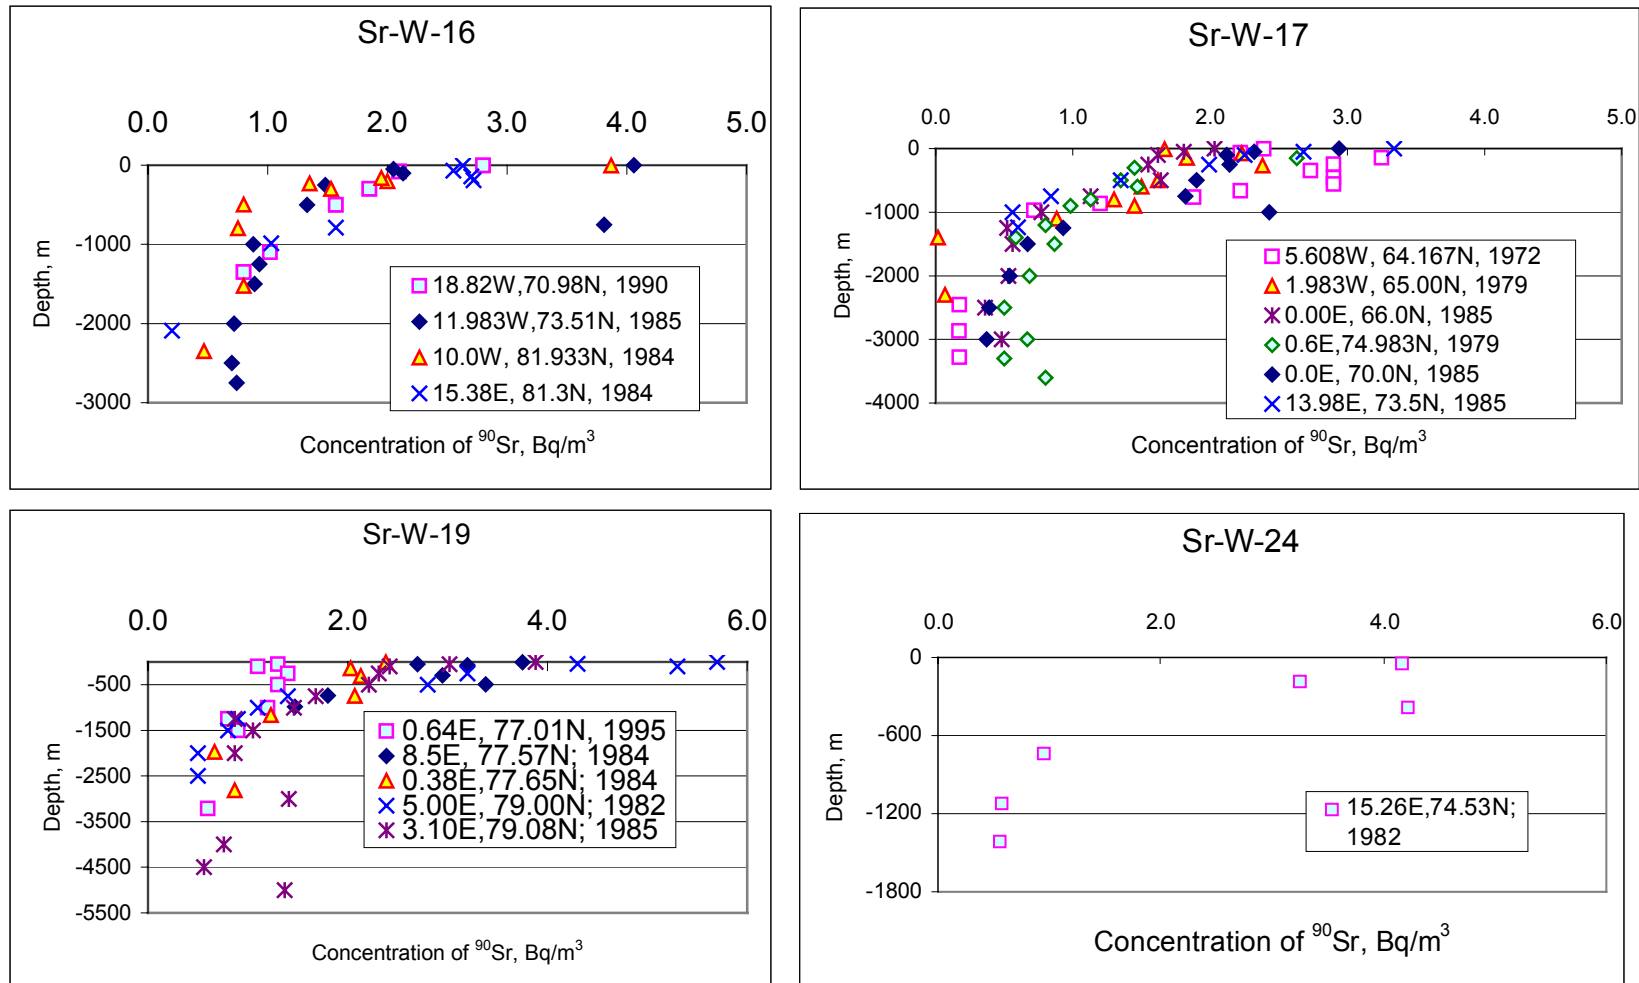 Sr-W-16
0.0 1.0 2.0 3.0 4.0 5.0
0
-1000
-2000
-3000
Depth, m
18.82W,70.98N, 1990
11.983W,73.51N, 1985
10.0W, 81.933N, 1984
15.38E, 81.3N, 1984
Concentration of ⁹⁰Sr, Bq/m³
Sr-W-17
0.0 1.0 2.0 3.0 4.0 5.0
0
-1000
-2000
-3000
-4000
Depth, m
5.608W, 64.167N, 1972
1.983W, 65.00N, 1979
0.00E, 66.0N, 1985
0.6E,74.983N, 1979
0.0E, 70.0N, 1985
13.98E, 73.5N, 1985
Concentration of ⁹⁰Sr, Bq/m³
Sr-W-19
0.0 2.0 4.0 6.0
-500
-1500
-2500
-3500
-4500
-5500
Depth, m
0.64E, 77.01N, 1995
8.5E, 77.57N; 1984
0.38E,77.65N; 1984
5.00E, 79.00N; 1982
3.10E,79.08N; 1985
Concentration of ⁹⁰Sr, Bq/m³
Sr-W-24
0.0 2.0 4.0 6.0
0
-600
-1200
-1800
Depth, m
15.26E,74.53N;
1982
Concentration of ⁹⁰Sr, Bq/m³